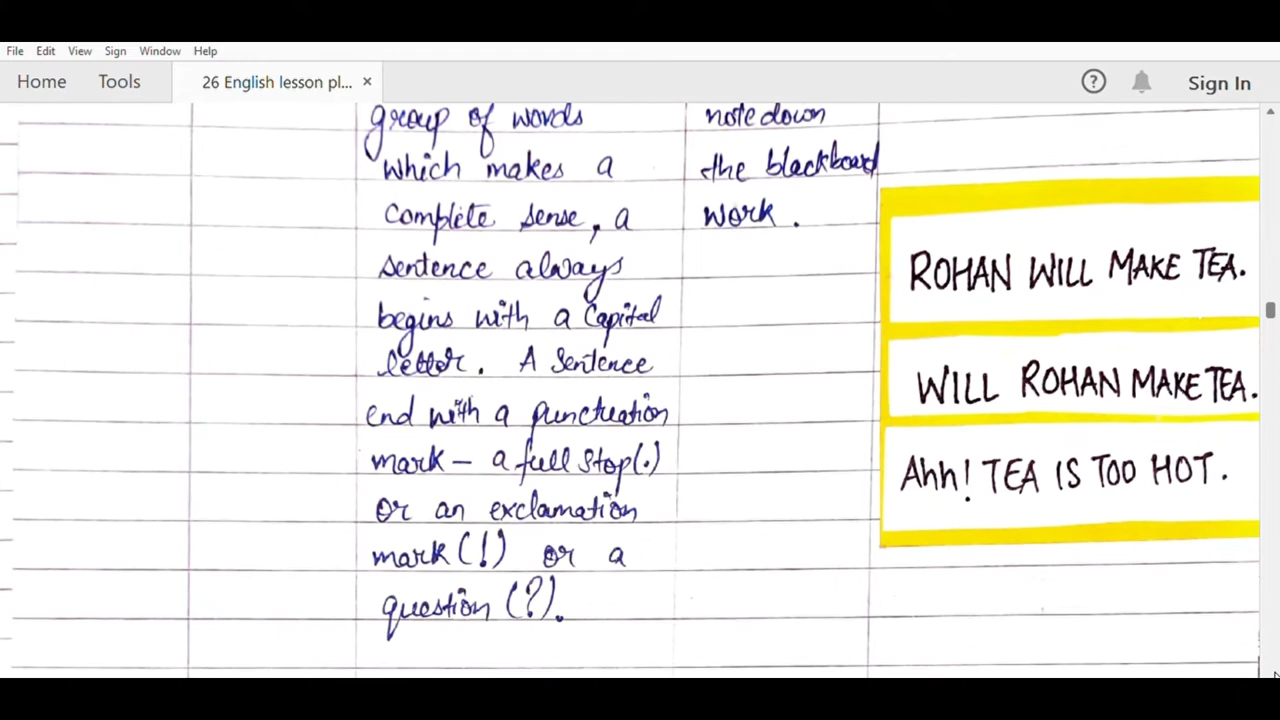 File Edit View Sign Window Help
Home Tools 26 English lesson pl... × ? Sign In
group of words
which makes a
complete sense, a
sentence always
begins with a Capital
letter. A Sentence
end with a punctuation
mark – a full stop(.)
or an exclamation
mark (!) or a
question (?).
note down
the blackboard
work.
ROHAN WILL MAKE TEA.
WILL ROHAN MAKE TEA.
Ahh! TEA IS TOO HOT.